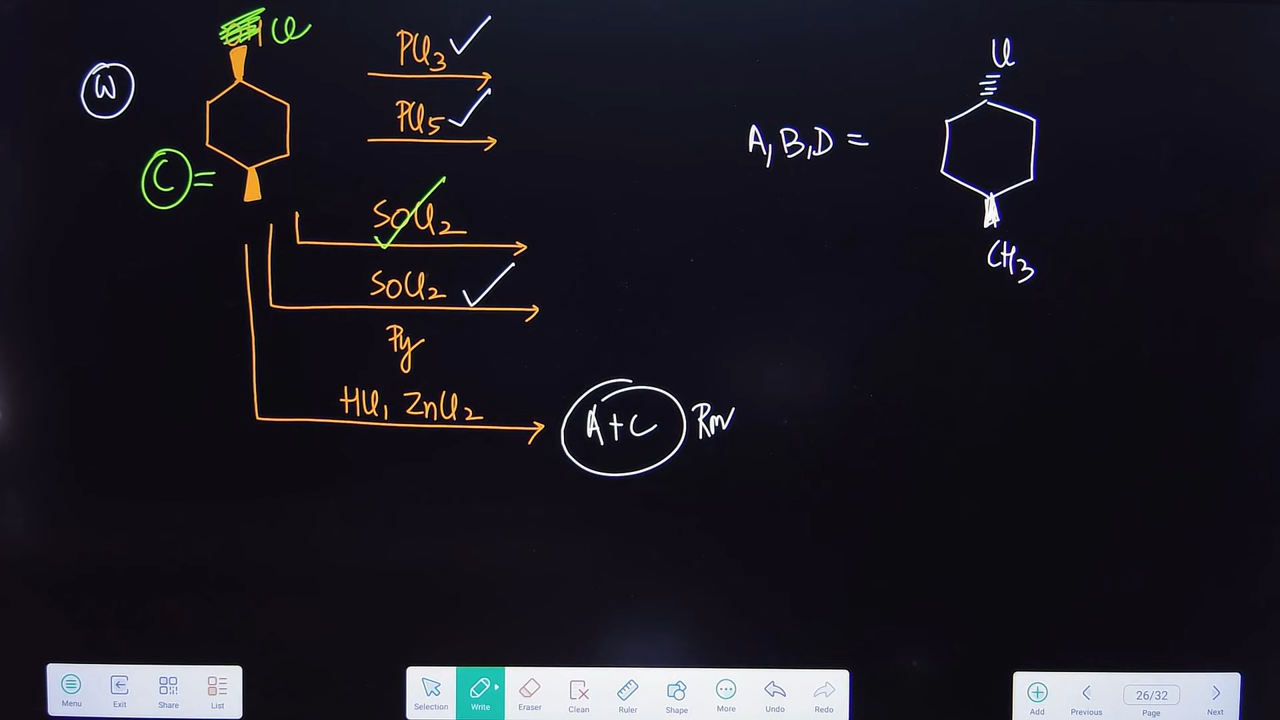 Cl
W
PCl3
PCl5
C =
SOCl2
SOCl2
Py
HCl, ZnCl2
A+C
Cl
A, B, D =
CH3
Menu
Exit
Share
List
Selection
Write
Eraser
Clean
Ruler
Shape
More
Undo
Redo
Add
Previous
26/32
Page
Next